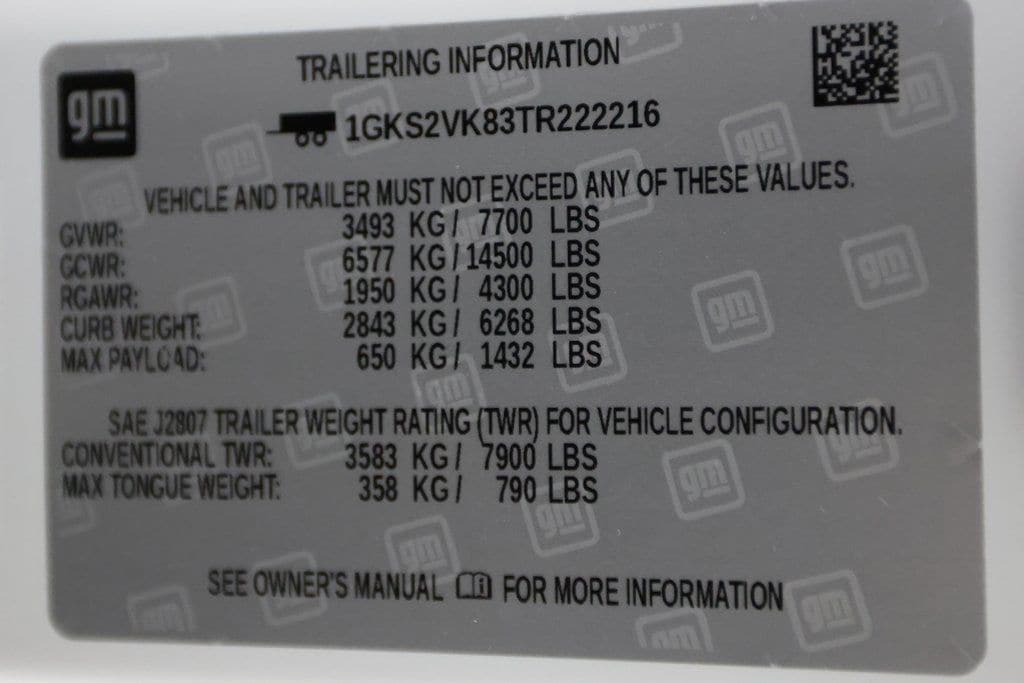 gm
TRAILERING INFORMATION
1GKS2VK83TR222216
VEHICLE AND TRAILER MUST NOT EXCEED ANY OF THESE VALUES.
GVWR: 3493 KG/ 7700 LBS
GCWR: 6577 KG/14500 LBS
RGAWR: 1950 KG/ 4300 LBS
CURB WEIGHT: 2843 KG/ 6268 LBS
MAX PAYLOAD: 650 KG/ 1432 LBS
SAE J2807 TRAILER WEIGHT RATING (TWR) FOR VEHICLE CONFIGURATION.
CONVENTIONAL TWR: 3583 KG/ 7900 LBS
MAX TONGUE WEIGHT: 358 KG/ 790 LBS
SEE OWNER'S MANUAL FOR MORE INFORMATION